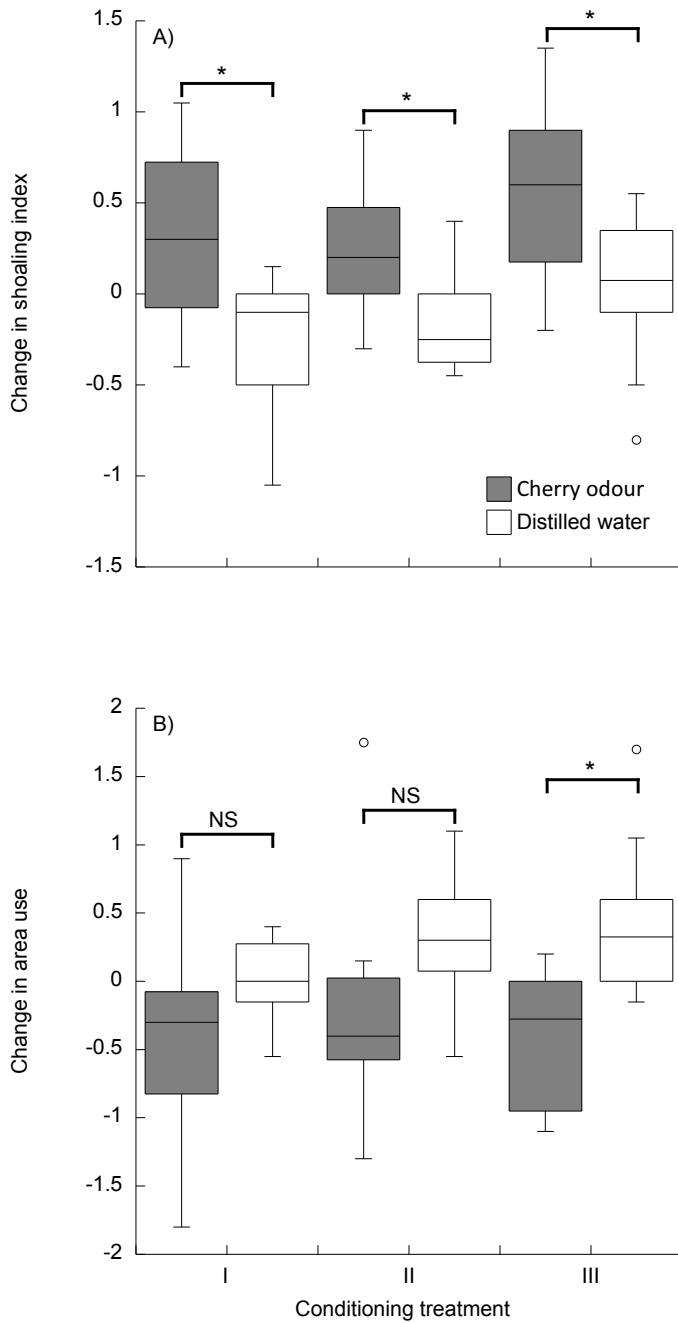 A)
1.5
1
0.5
0
-0.5
-1
-1.5
Change in shoaling index
*
*
*
Cherry odour
Distilled water
B)
2
1.5
1
0.5
0
-0.5
-1
-1.5
-2
Change in area use
NS
NS
*
I
II
III
Conditioning treatment